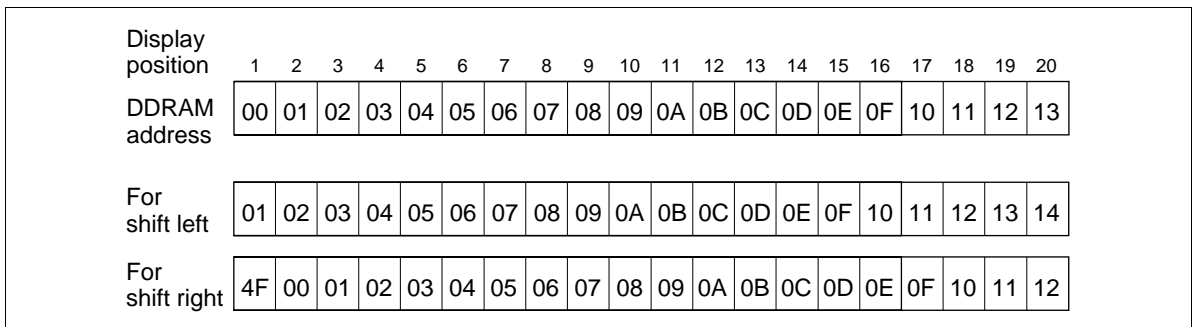 Display
position 1 2 3 4 5 6 7 8 9 10 11 12 13 14 15 16 17 18 19 20
DDRAM
address 00 01 02 03 04 05 06 07 08 09 0A 0B 0C 0D 0E 0F 10 11 12 13
For
shift left 01 02 03 04 05 06 07 08 09 0A 0B 0C 0D 0E 0F 10 11 12 13 14
For
shift right 4F 00 01 02 03 04 05 06 07 08 09 0A 0B 0C 0D 0E 0F 10 11 12